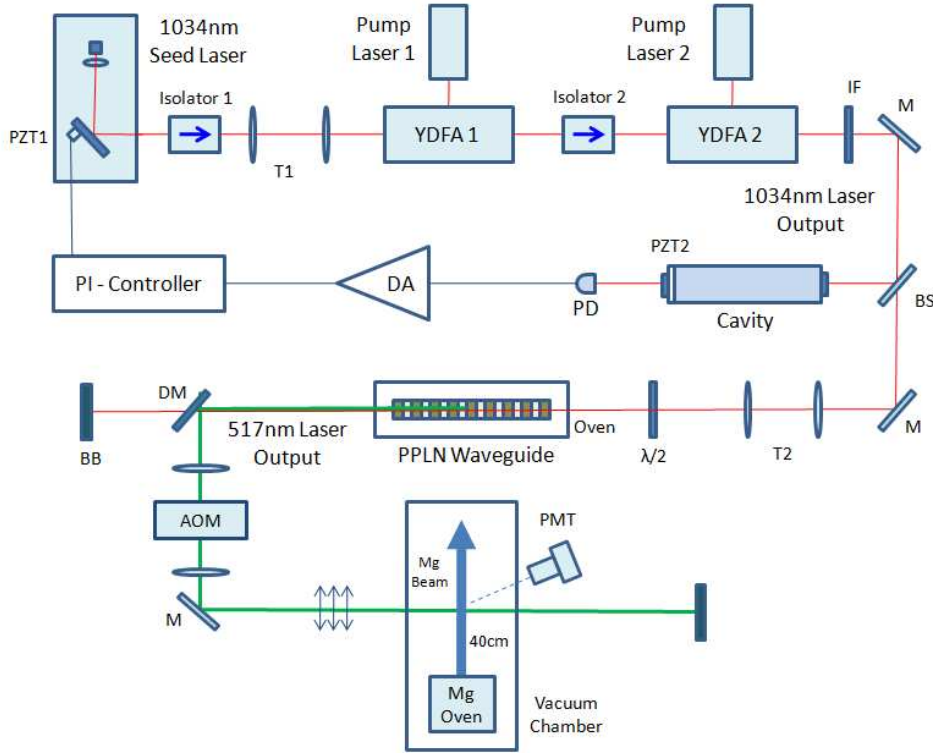 1034nm
Seed Laser
Pump
Laser 1
Pump
Laser 2
PZT1
Isolator 1
T1
YDFA 1
Isolator 2
YDFA 2
IF
M
1034nm Laser
Output
PI - Controller
DA
PD
PZT2
Cavity
BS
DM
BB
517nm Laser
Output
PPLN Waveguide
Oven
λ/2
T2
M
AOM
M
Mg
Beam
PMT
40cm
Mg
Oven
Vacuum
Chamber